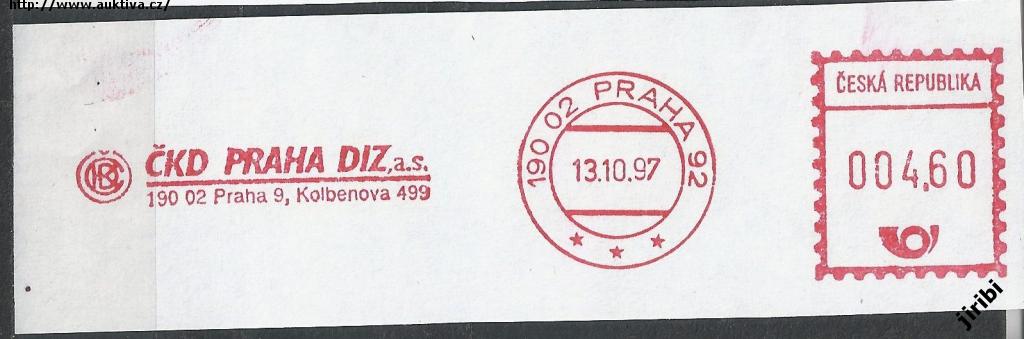 http://www.auktiva.cz/
ČKD PRAHA DIZ,a.s.
190 02 Praha 9, Kolbenova 499
190 02 PRAHA 92
13.10.97
ČESKÁ REPUBLIKA
004,60
jiribi